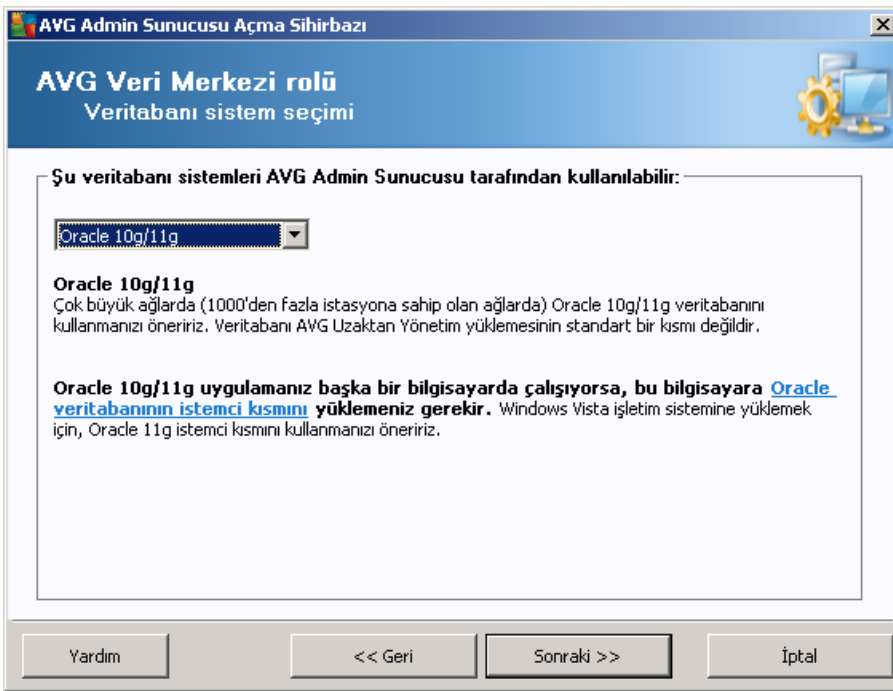 AVG Admin Sunucusu Açma Sihirbazı
AVG Veri Merkezi rolü
Veritabanı sistem seçimi
Şu veritabanı sistemleri AVG Admin Sunucusu tarafından kullanılabilir:
Oracle 10g/11g
Oracle 10g/11g
Çok büyük ağlarda (1000'den fazla istasyona sahip olan ağlarda) Oracle 10g/11g veritabanını
kullanmanızı öneririz. Veritabanı AVG Uzaktan Yönetim yüklemesinin standart bir kısmı değildir.
Oracle 10g/11g uygulamanız başka bir bilgisayarda çalışıyorsa, bu bilgisayara Oracle
veritabanının istemci kısmını yüklemeniz gerekir. Windows Vista işletim sistemine yüklemek
için, Oracle 11g istemci kısmını kullanmanızı öneririz.
Yardım << Geri Sonraki >> İptal